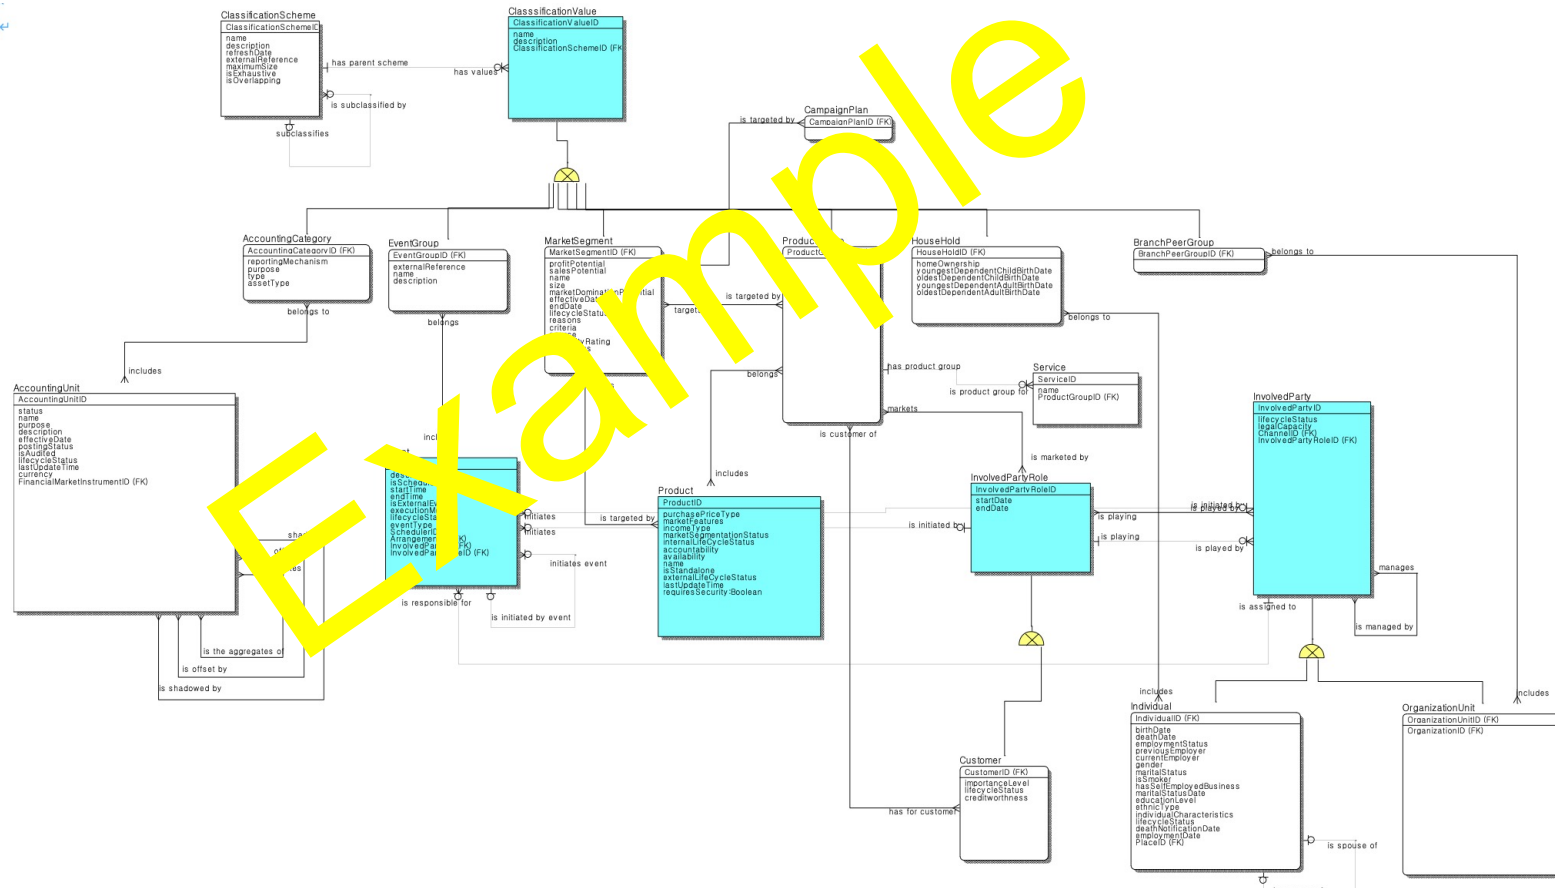 ClassificationScheme
ClassificationSchemeID
name
description
refreshDate
externalReference
maximumSize
isExhaustive
isOverlapping
has parent scheme
has values
is subclassified by
subclassifies
ClasssificationValue
ClassificationValueID
name
description
ClassificationSchemeID (FK)
CampaignPlan
CampaignPlanID (FK)
is targeted by
AccountingCategory
AccountingCategoryID (FK)
reportingMechanism
purpose
type
assetType
belongs to
includes
EventGroup
EventGroupID (FK)
externalReference
name
description
belongs
MarketSegment
MarketSegmentID (FK)
profitPotential
salesPotential
name
size
effectiveDate
endDate
lifecycleStatus
reasons
criteria
is targeted by
HouseHold
HouseHoldID (FK)
homeOwnership
youngestDependentChildBirthDate
oldestDependentChildBirthDate
youngestDependentAdultBirthDate
oldestDependentAdultBirthDate
belongs to
BranchPeerGroup
BranchPeerGroupID (FK)
belongs to
belongs
has product group
is product group for
markets
is customer of
Service
ServiceID
name
ProductGroupID (FK)
AccountingUnit
AccountingUnitID
status
name
purpose
description
effectiveDate
postingStatus
isAudited
lifecycleStatus
lastUpdateTime
currency
FinancialMarketInstrumentID (FK)
is the aggregates of
is offset by
is shadowed by
startTime
endTime
eventType
initiates
initiates
initiates event
is responsible for
is initiated by event
includes
is targeted by
Product
ProductID
purchasePriceType
marketFeatures
incomeType
marketSegmentationStatus
internalLifeCycleStatus
accountability
availability
name
isStandalone
externalLifeCycleStatus
lastUpdateTime
requiresSecurity:Boolean
is marketed by
InvolvedPartyRole
InvolvedPartyRoleID
startDate
endDate
is initiated by
is playing
is playing
is initiated by
is played by
is played by
InvolvedParty
InvolvedPartyID
lifecycleStatus
legalCapacity
ChannelID (FK)
InvolvedPartyRoleID (FK)
manages
is managed by
is assigned to
Customer
CustomerID (FK)
importanceLevel
lifecycleStatus
creditworthness
has for customer
includes
Individual
IndividualID (FK)
birthDate
deathDate
employmentStatus
previousEmployer
currentEmployer
gender
maritalStatus
isSmoker
hasSelfEmployedBusiness
maritalStatusDate
educationLevel
ethnicType
individualCharacteristics
lifecycleStatus
deathNotificationDate
employmentDate
PlaceID (FK)
is spouse of
includes
OrganizationUnit
OrganizationUnitID (FK)
OrganizationID (FK)
Example